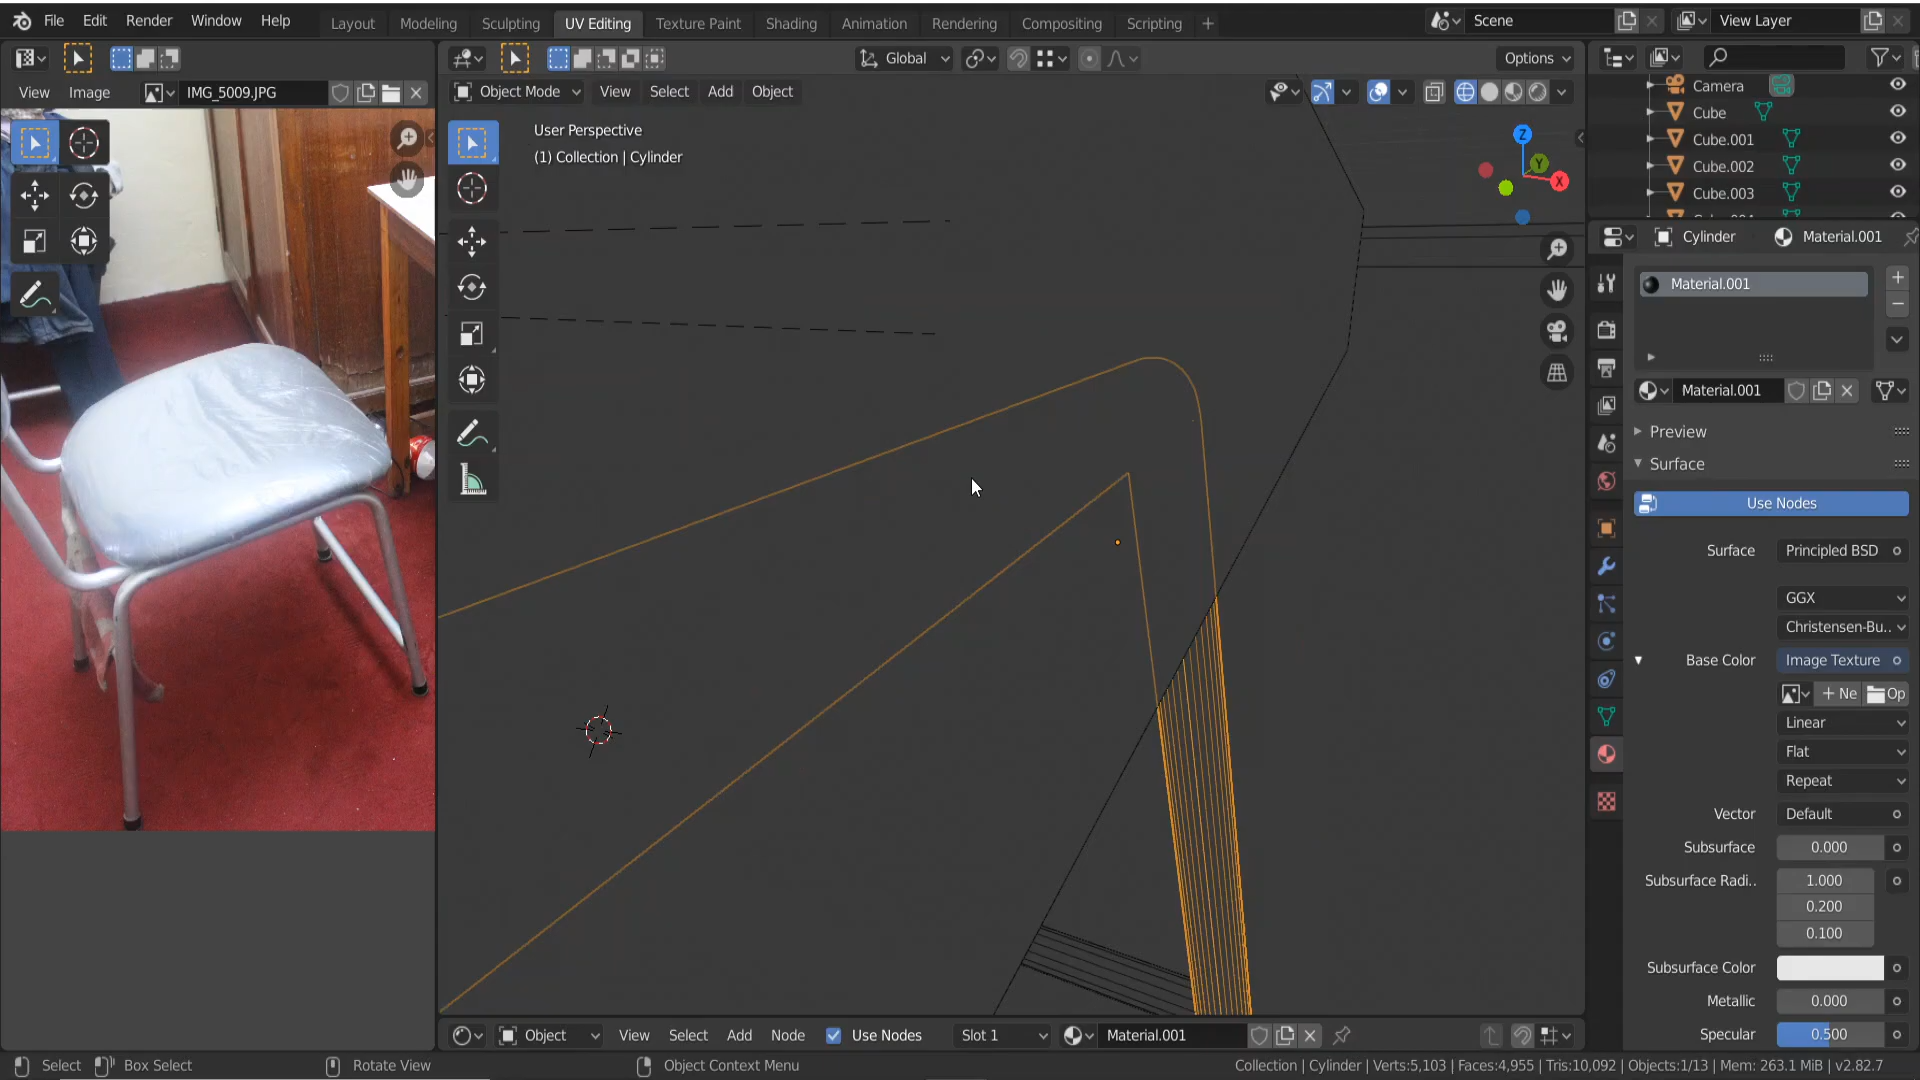 File Edit Render Window Help Layout Modeling Sculpting UV Editing Texture Paint Shading Animation Rendering Compositing Scripting + Scene View Layer
Global Options
View Image IMG_5009.JPG Object Mode View Select Add Object
User Perspective
(1) Collection | Cylinder
Z
Y
X
Camera
Cube
Cube.001
Cube.002
Cube.003
Cylinder Material.001
Material.001
Material.001
Preview
Surface
Use Nodes
Surface Principled BSD
GGX
Christensen-Bu..
Base Color Image Texture
+ Ne Op
Linear
Flat
Repeat
Vector Default
Subsurface 0.000
Subsurface Radi.. 1.000
0.200
0.100
Subsurface Color
Metallic 0.000
Specular 0.500
Object View Select Add Node Use Nodes Slot 1 Material.001
Select Box Select Rotate View Object Context Menu Collection | Cylinder | Verts:5,103 | Faces:4,955 | Tris:10,092 | Objects:1/13 | Mem: 263.1 MiB | v2.82.7